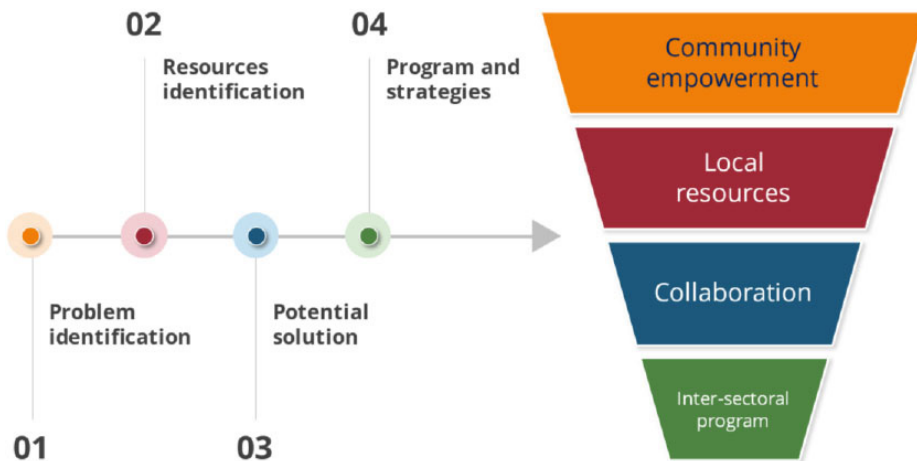 02
Resources
identification
04
Program and
strategies
Problem
identification
01
Potential
solution
03
Community
empowerment
Local
resources
Collaboration
Inter-sectoral
program